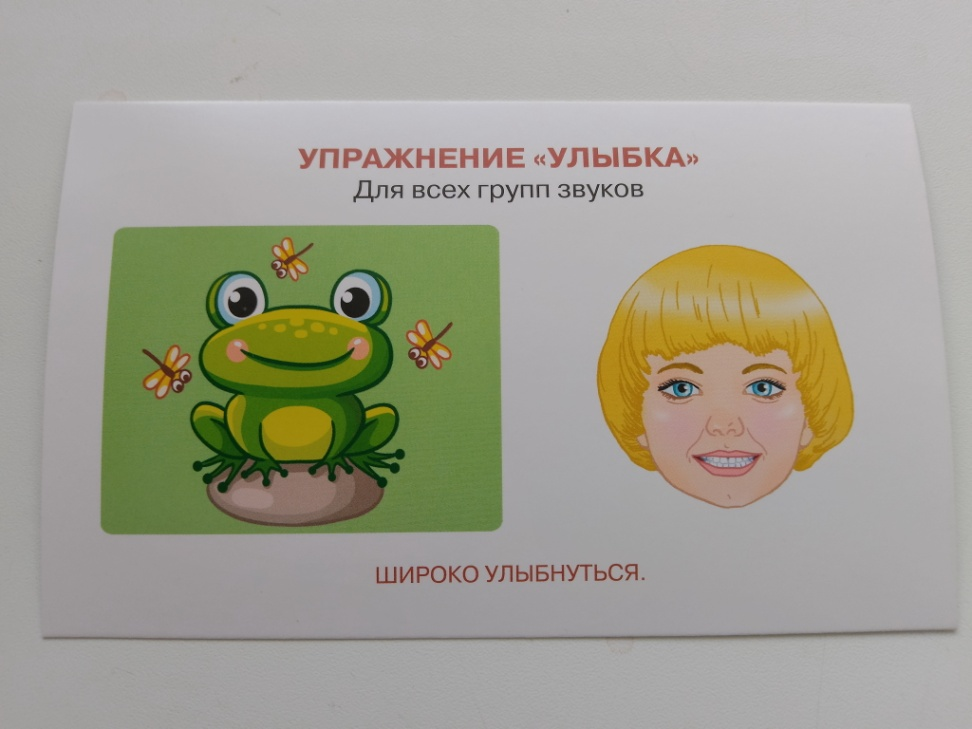 УПРАЖНЕНИЕ «УЛЫБКА»
Для всех групп звуков
ШИРОКО УЛЫБНУТЬСЯ.